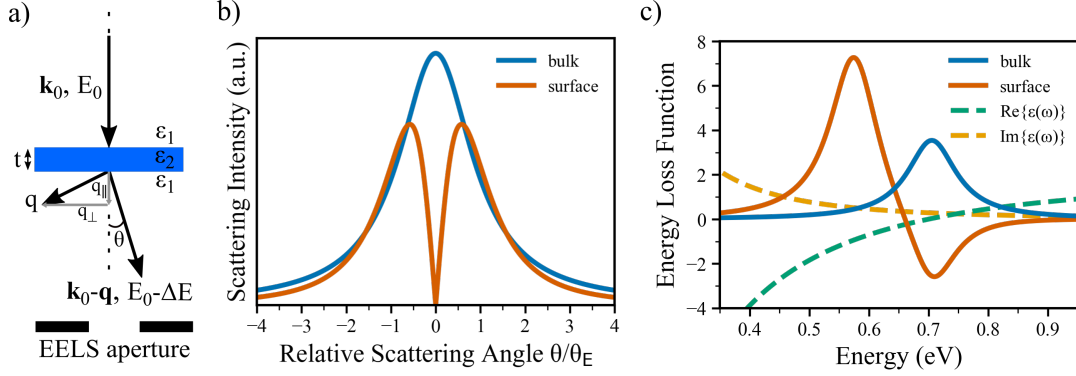 a)
k₀, E₀
ε₁
t
ε₂
ε₁
q
q∥
q⊥
θ
k₀-q, E₀-ΔE
EELS aperture
b)
Scattering Intensity (a.u.)
bulk
surface
−4 −3 −2 −1 0 1 2 3 4
Relative Scattering Angle θ/θ_E
c)
Energy Loss Function
8
6
4
2
0
−2
−4
bulk
surface
Re{ε(ω)}
Im{ε(ω)}
0.4 0.5 0.6 0.7 0.8 0.9
Energy (eV)